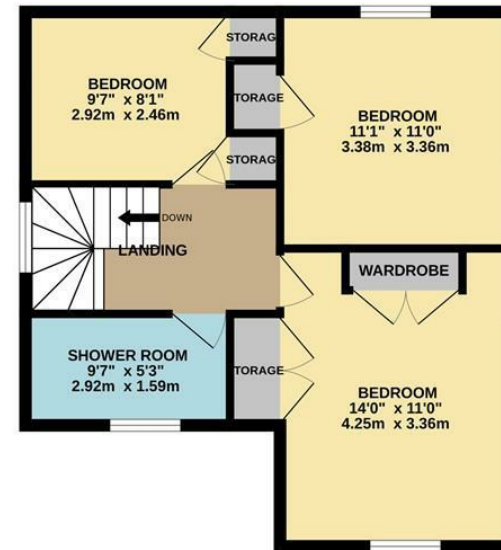 STORAG
BEDROOM
9'7" x 8'1"
2.92m x 2.46m
TORAGE
BEDROOM
11'1" x 11'0"
3.38m x 3.36m
STORAG
DOWN
LANDING
WARDROBE
SHOWER ROOM
9'7" x 5'3"
2.92m x 1.59m
TORAGE
BEDROOM
14'0" x 11'0"
4.25m x 3.36m